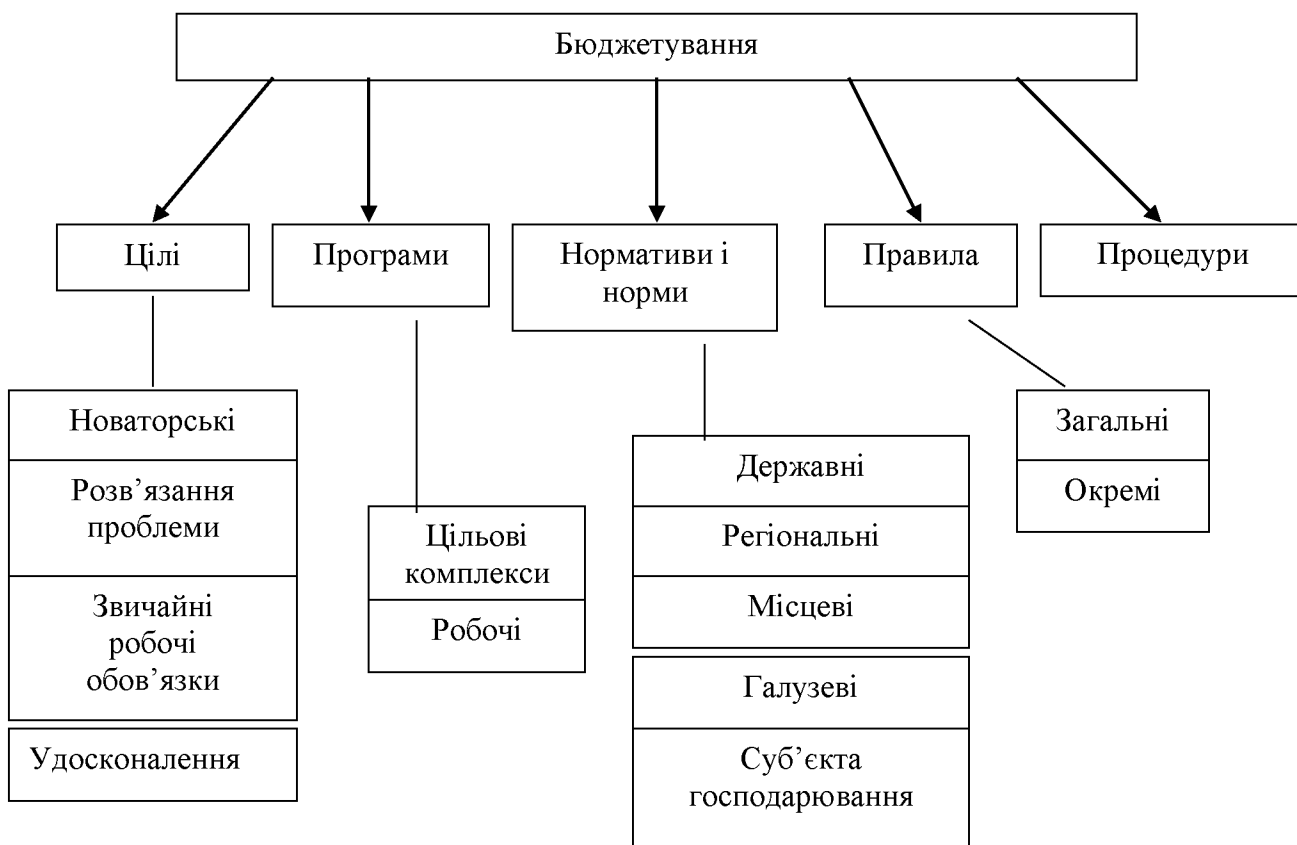 Бюджетування
Цілі
Програми
Нормативи і
норми
Правила
Процедури
Новаторські
Розв’язання
проблеми
Звичайні
робочі
обов’язки
Удосконалення
Цільові
комплекси
Робочі
Державні
Регіональні
Місцеві
Галузеві
Суб’єкта
господарювання
Загальні
Окремі